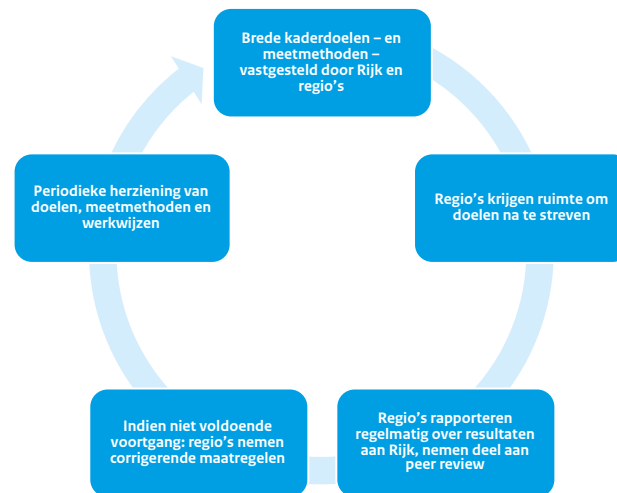 Brede kaderdoelen – en
meetmethoden –
vastgesteld door Rijk en
regio's
Regio's krijgen ruimte om
doelen na te streven
Regio's rapporteren
regelmatig over resultaten
aan Rijk, nemen deel aan
peer review
Indien niet voldoende
voortgang: regio's nemen
corrigerende maatregelen
Periodieke herziening van
doelen, meetmethoden en
werkwijzen